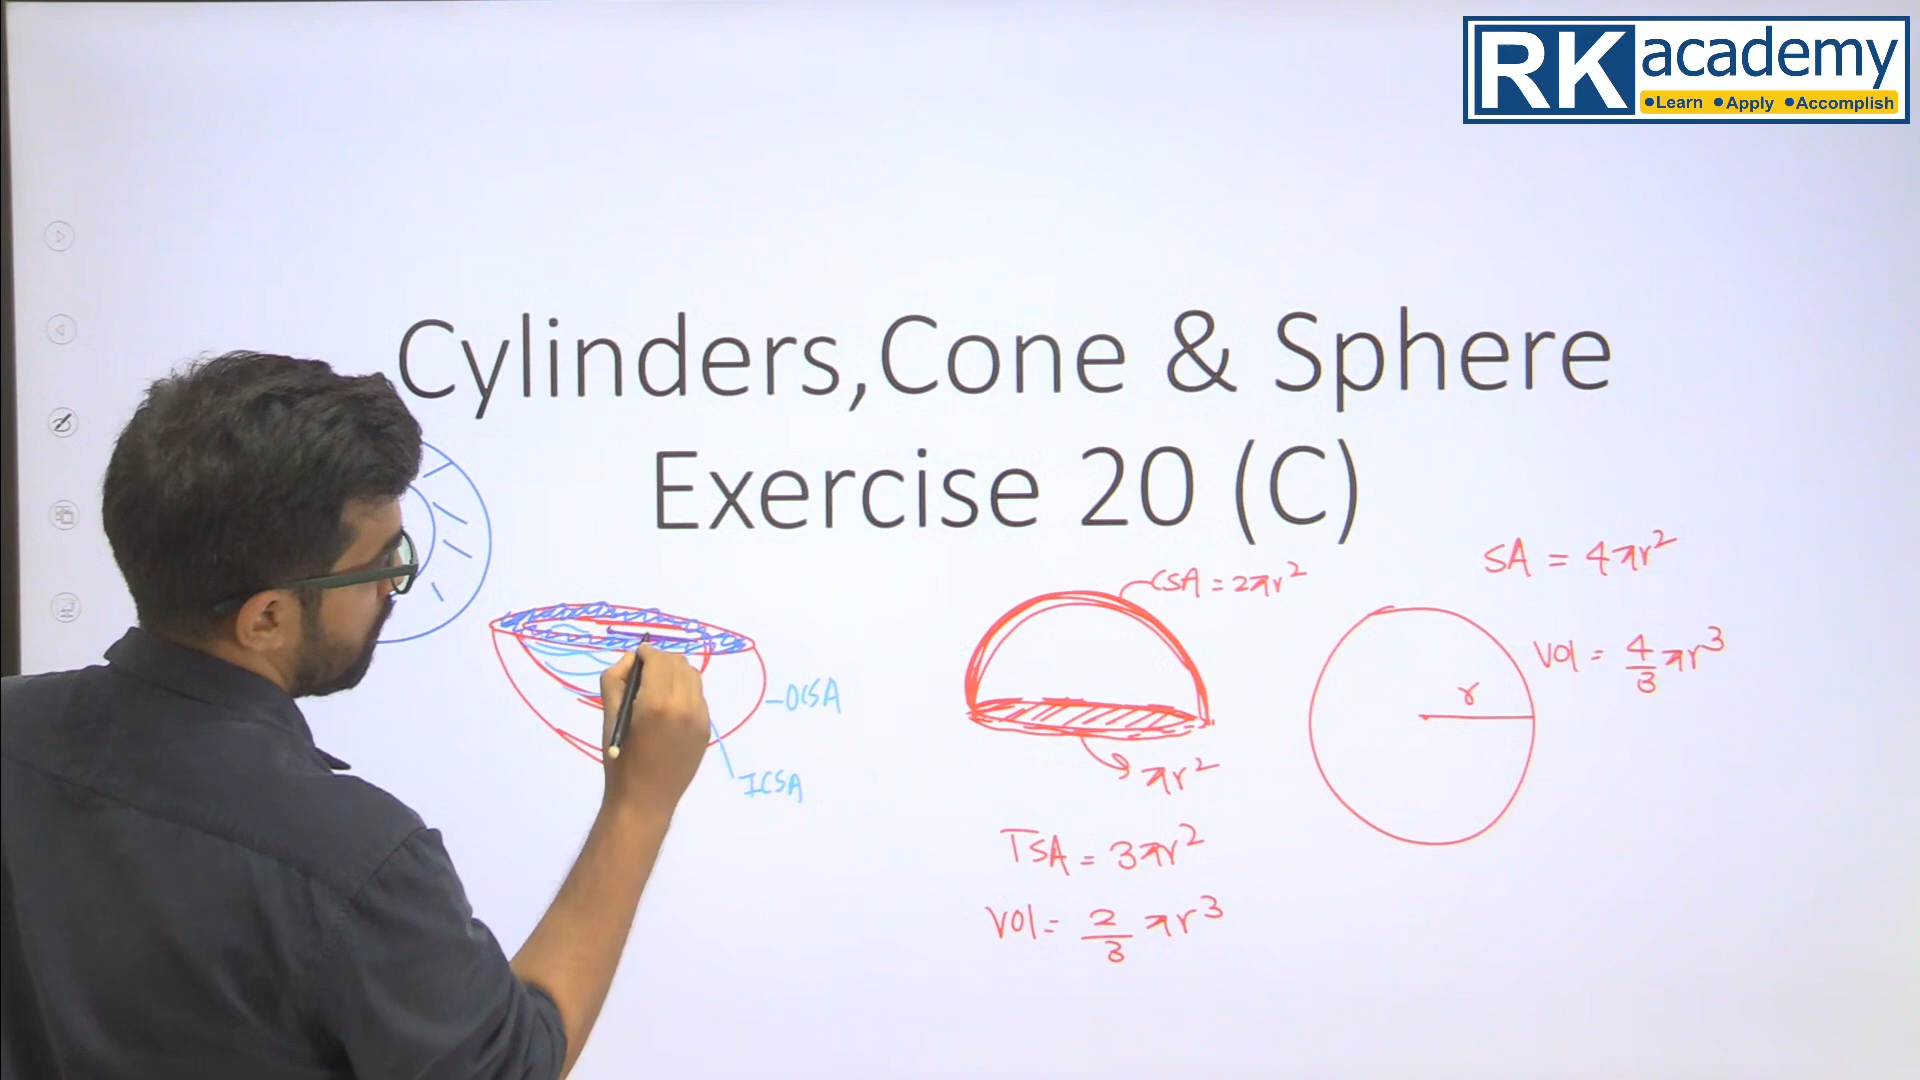 RK academy
•Learn •Apply •Accomplish
Cylinders,Cone & Sphere
Exercise 20 (C)
OCSA
ICSA
CSA = 2πr²
πr²
TSA = 3πr²
Vol = 2/3 πr³
SA = 4πr²
Vol = 4/3 πr³
r